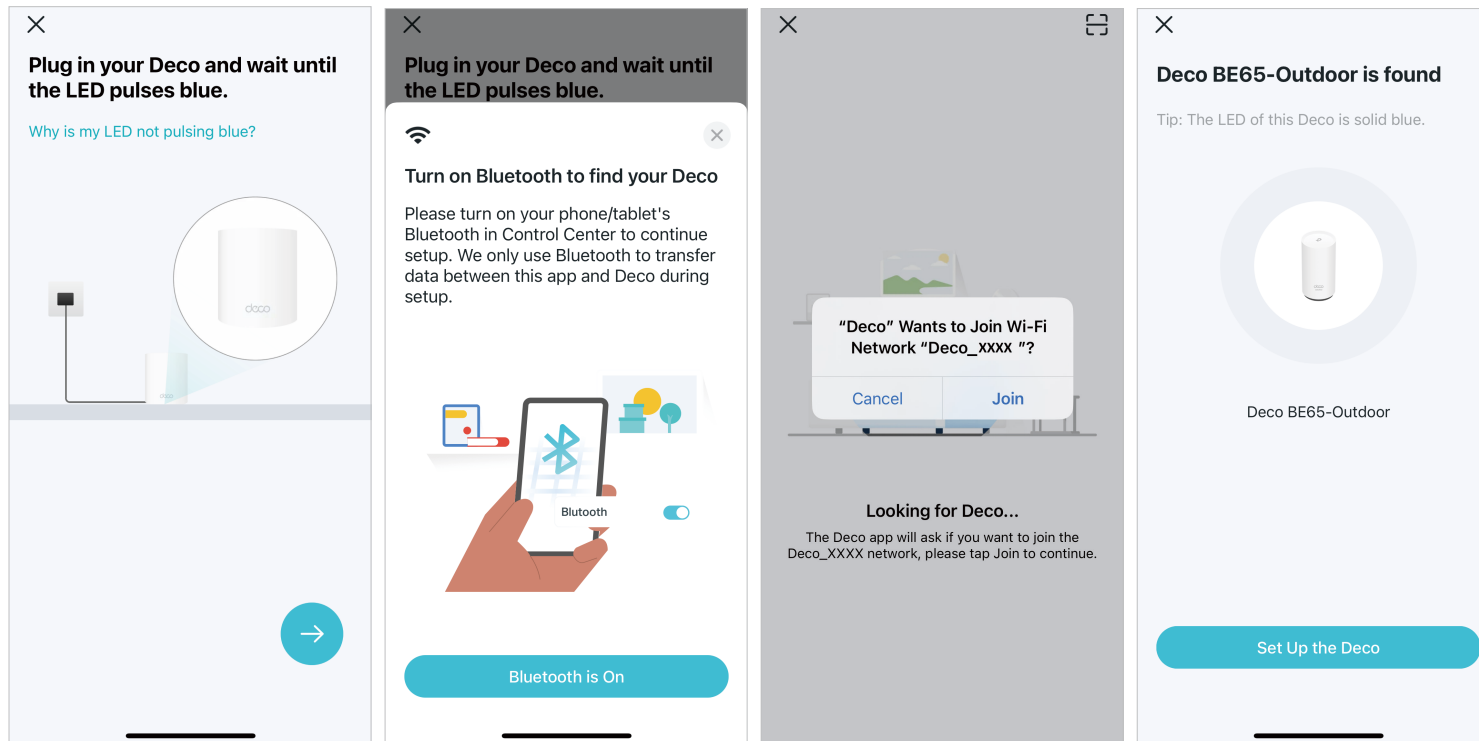 Plug in your Deco and wait until
the LED pulses blue.
Why is my LED not pulsing blue?
deco
deco
Plug in your Deco and wait until
the LED pulses blue.
Turn on Bluetooth to find your Deco
Please turn on your phone/tablet's
Bluetooth in Control Center to continue
setup. We only use Bluetooth to transfer
data between this app and Deco during
setup.
Blutooth
Bluetooth is On
“Deco” Wants to Join Wi-Fi
Network “Deco_XXXX ”?
Cancel
Join
Looking for Deco...
The Deco app will ask if you want to join the
Deco_XXXX network, please tap Join to continue.
Deco BE65-Outdoor is found
Tip: The LED of this Deco is solid blue.
deco
Deco BE65-Outdoor
Set Up the Deco